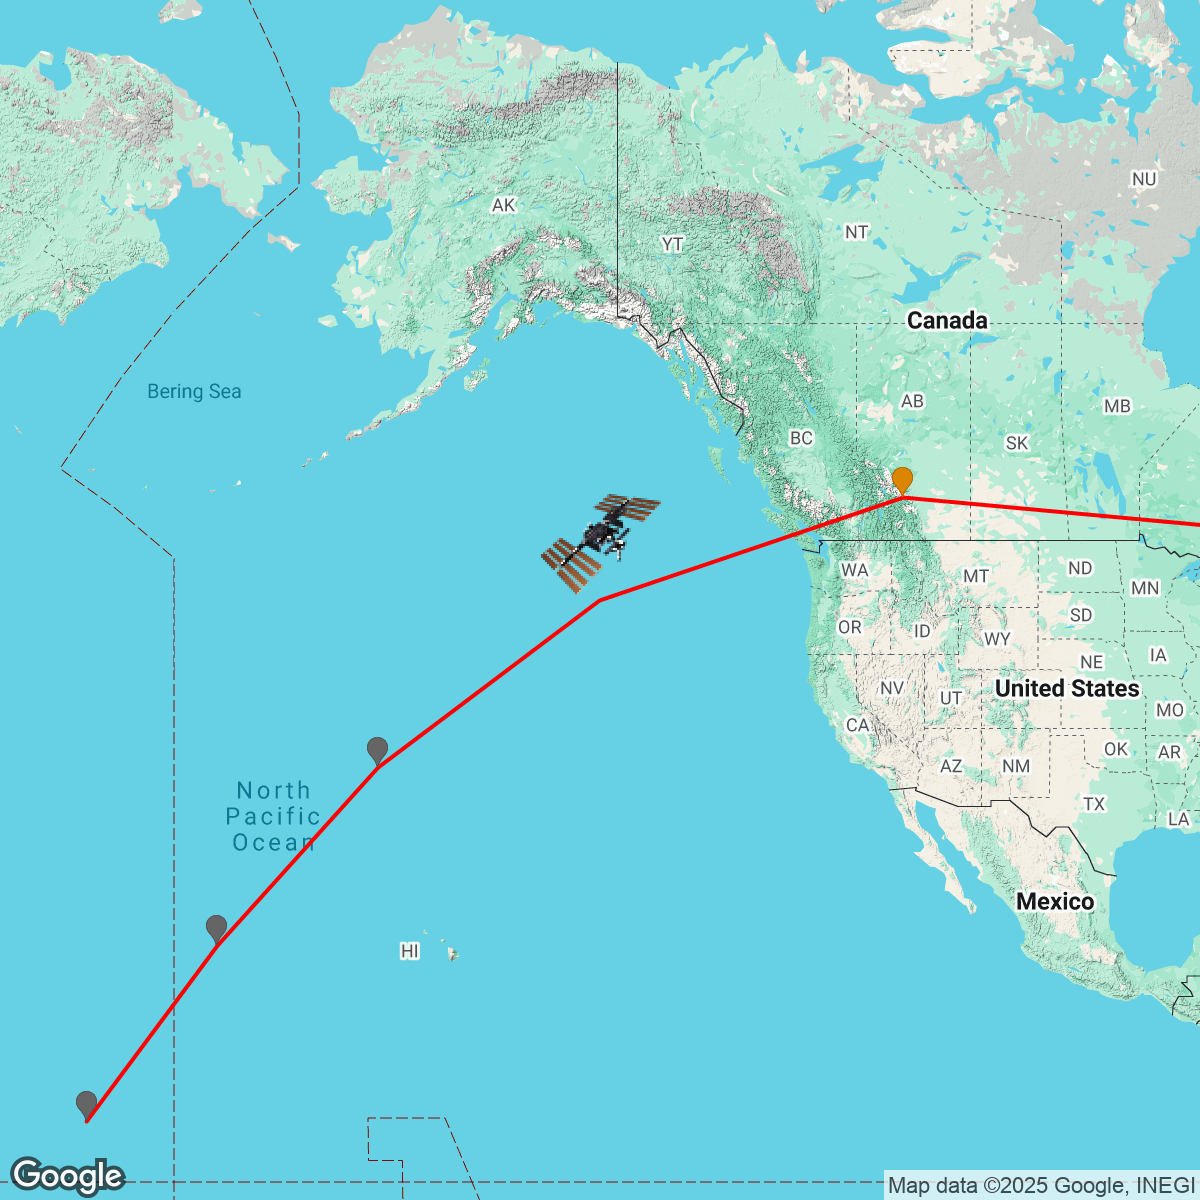 NU
AK
NT
YT
Canada
Bering Sea
AB
MB
BC
SK
WA
MT
ND
MN
SD
OR
ID
WY
IA
NE
NV
United States
UT
MO
CA
OK
AR
AZ
NM
North
Pacific
Ocean
TX
LA
Mexico
HI
Google
Map data ©2025 Google, INEGI